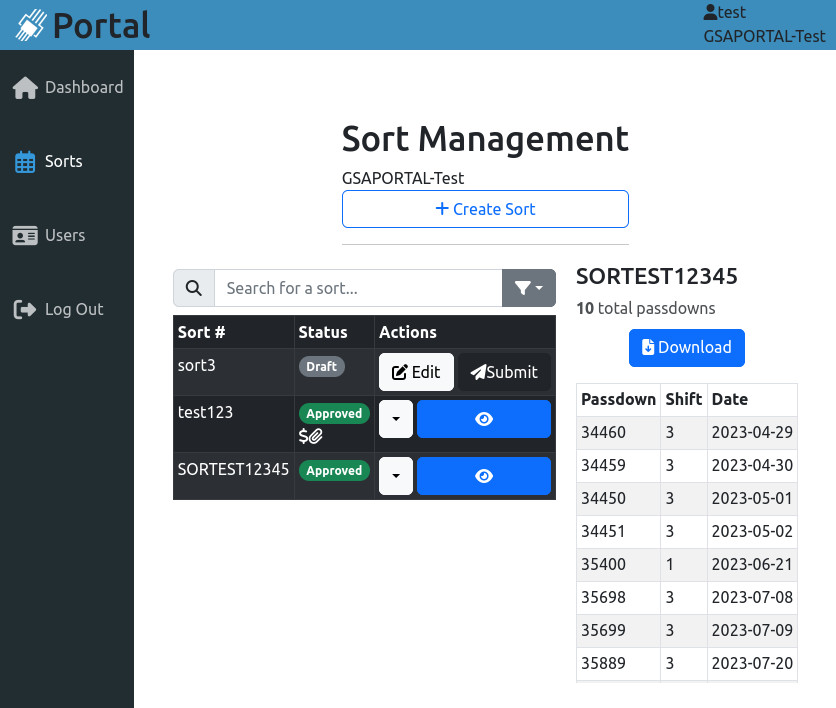 Portal
test
GSAPORTAL-Test
Dashboard
Sorts
Users
Log Out
Sort Management
GSAPORTAL-Test
+ Create Sort
Search for a sort...
Sort # Status Actions
sort3 Draft Edit Submit
test123 Approved
$
SORTEST12345 Approved
SORTEST12345
10 total passdowns
Download
Passdown Shift Date
34460 3 2023-04-29
34459 3 2023-04-30
34450 3 2023-05-01
34451 3 2023-05-02
35400 1 2023-06-21
35698 3 2023-07-08
35699 3 2023-07-09
35889 3 2023-07-20